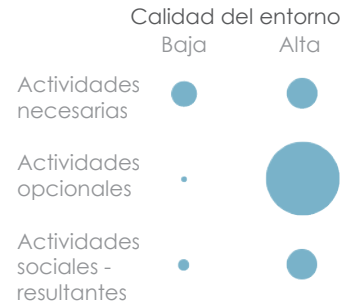 Calidad del entorno
Baja Alta
Actividades
necesarias
Actividades
opcionales
Actividades
sociales -
resultantes